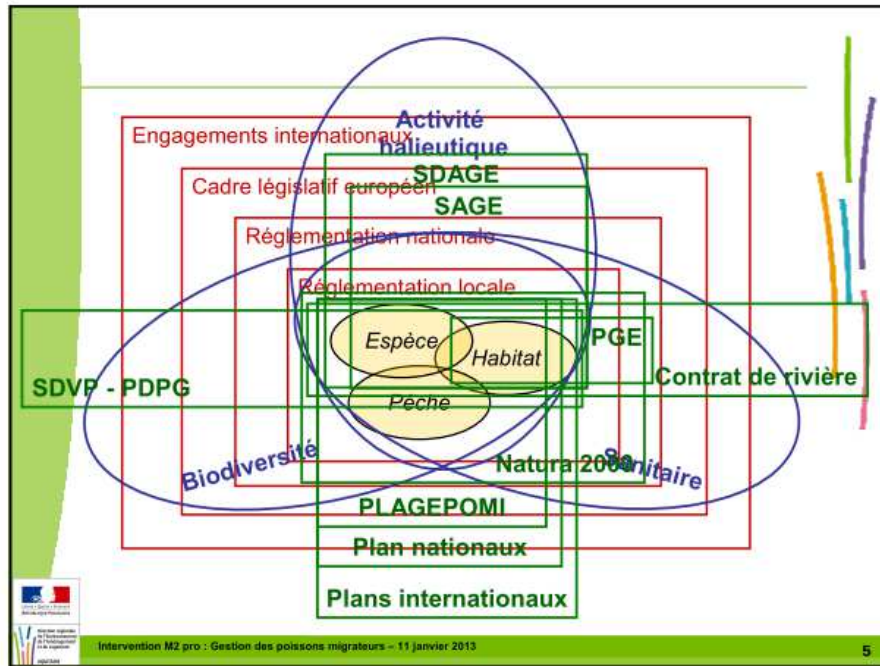 Activité
halieutique
Engagements internationaux
SDAGE
Cadre législatif européen
SAGE
Réglementation nationale
Réglementation locale
Espèce
Habitat
PGE
SDVP - PDPG
Contrat de rivière
Pêche
Biodiversité
Natura 2000
Sanitaire
PLAGEPOMI
Plan nationaux
Plans internationaux
Intervention M2 pro : Gestion des poissons migrateurs – 11 janvier 2013
5